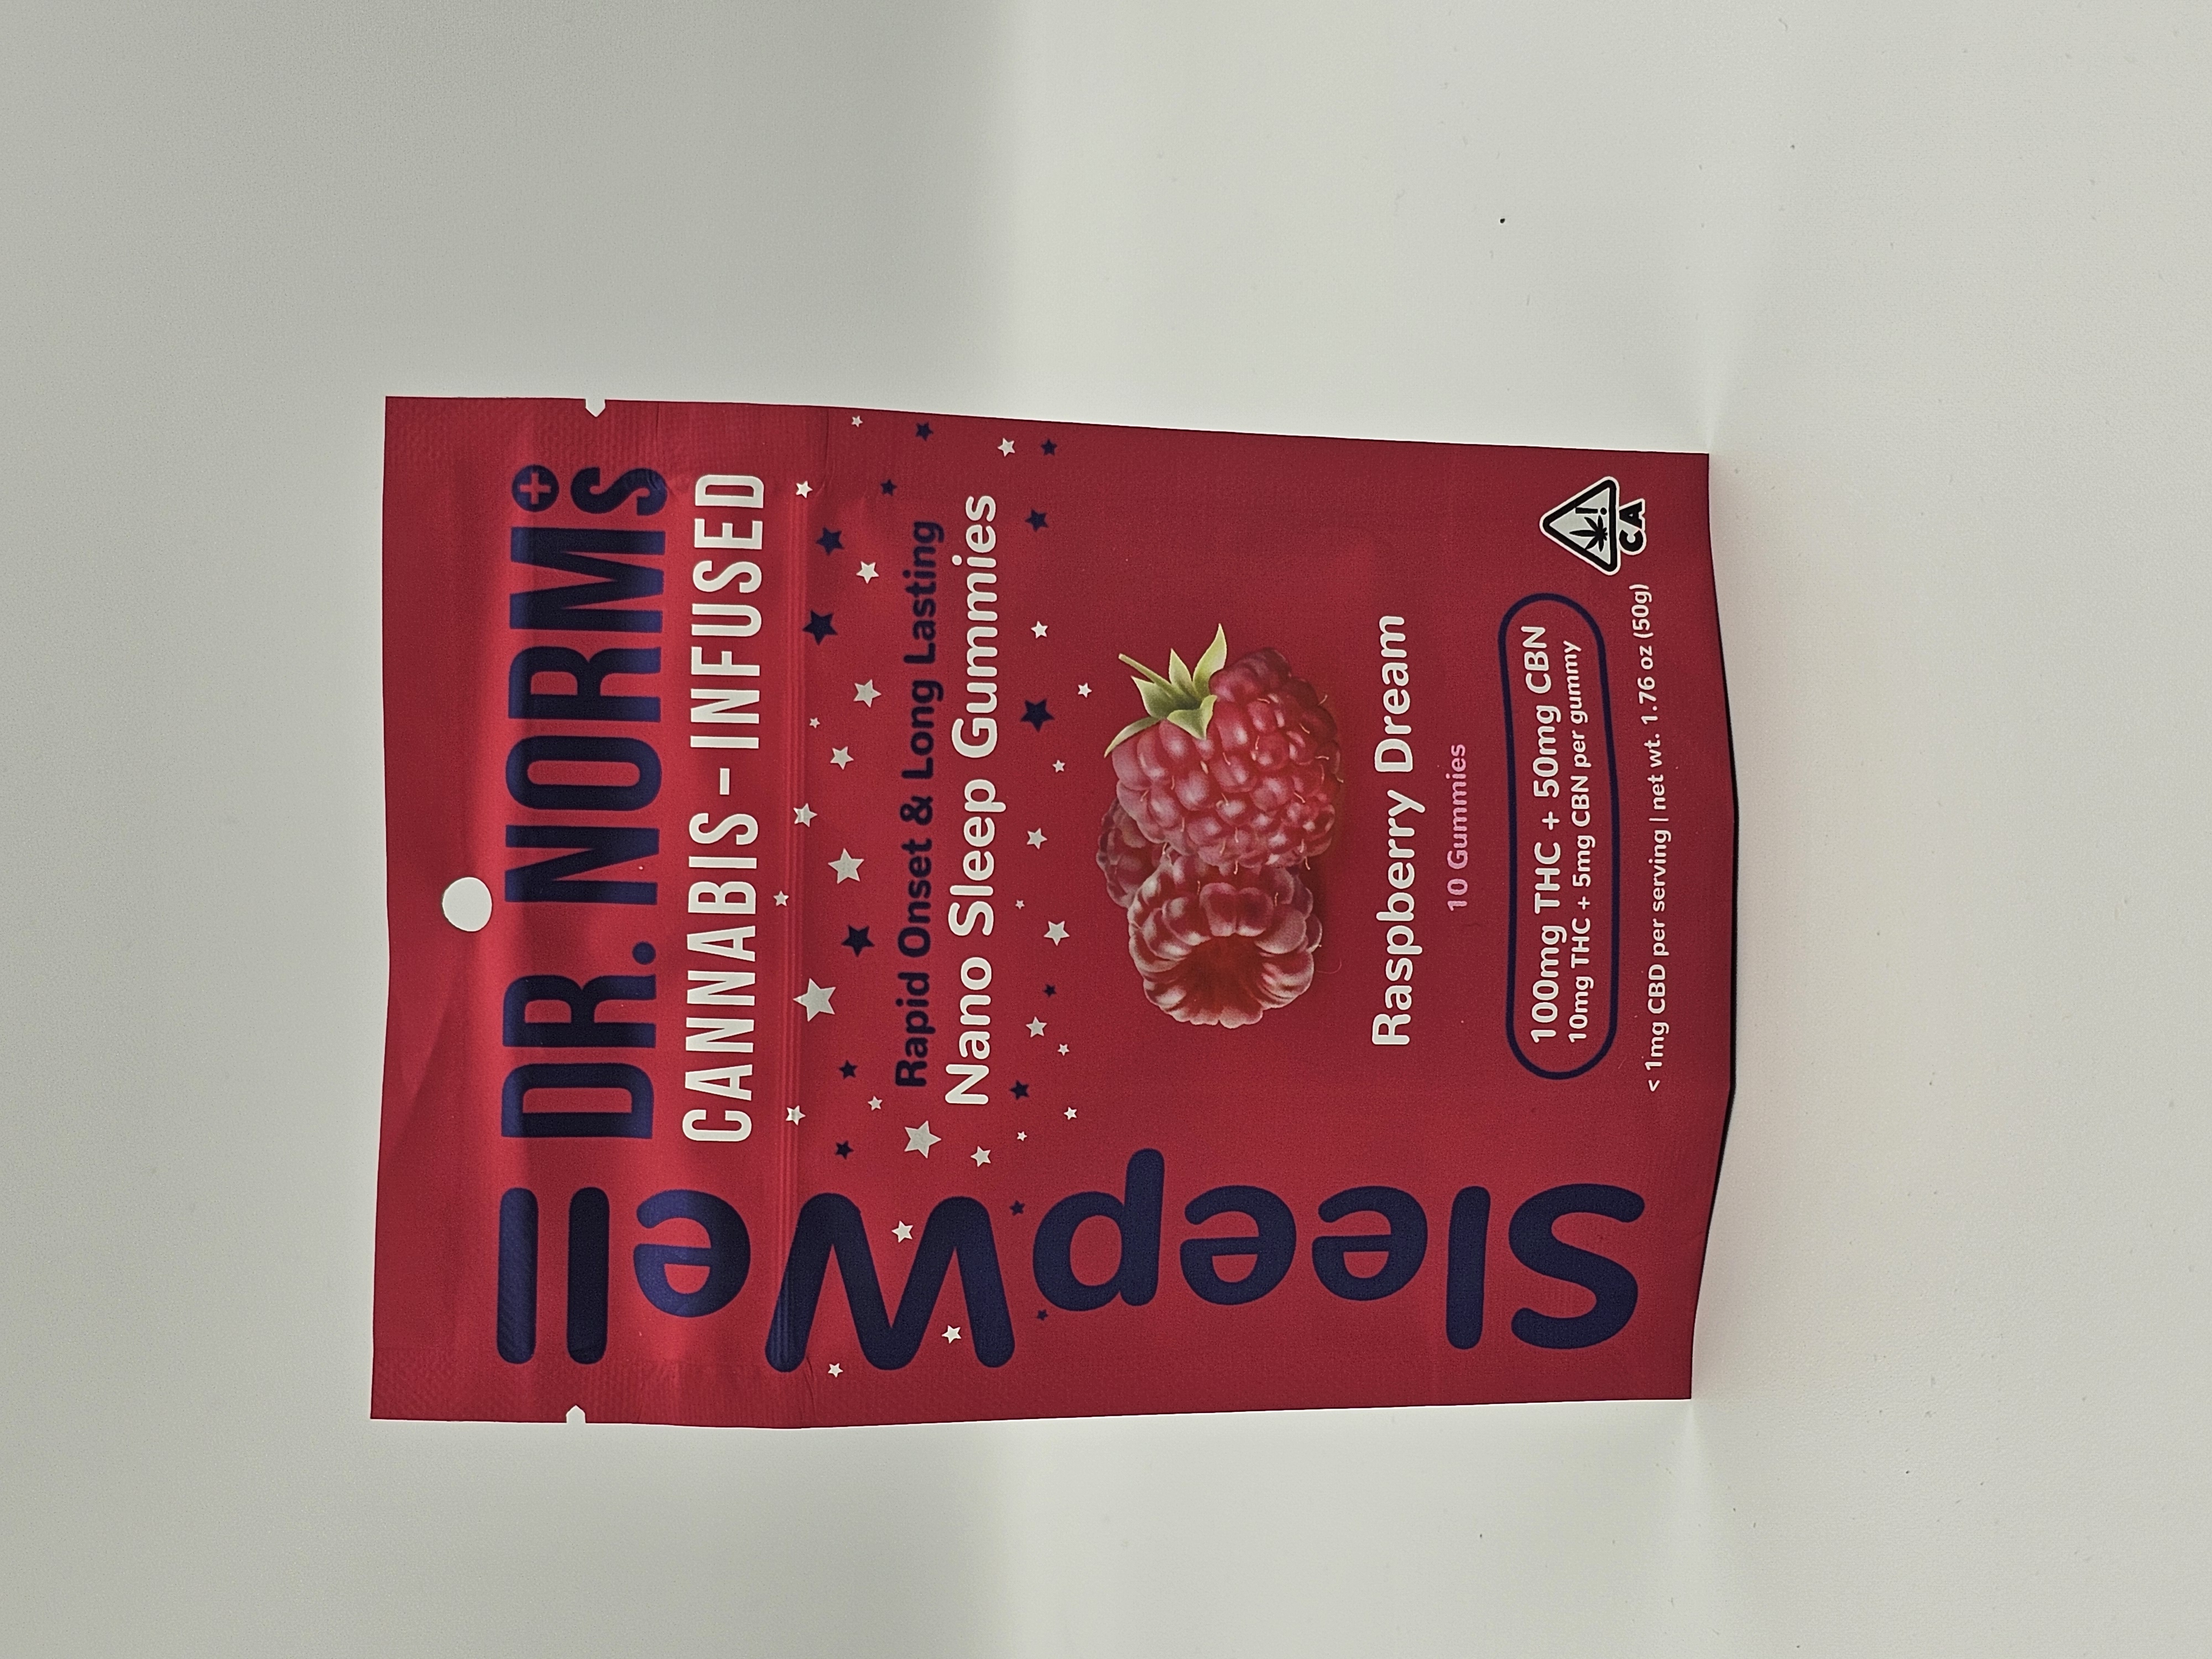 DR. NORM's
CANNABIS-INFUSED
SleepWell
Rapid Onset & Long Lasting
Nano Sleep Gummies
Raspberry Dream
10 Gummies
100mg THC + 50mg CBN
10mg THC + 5mg CBN per gummy
< 1mg CBD per serving | net wt. 1.76 oz (50g)
!
CA